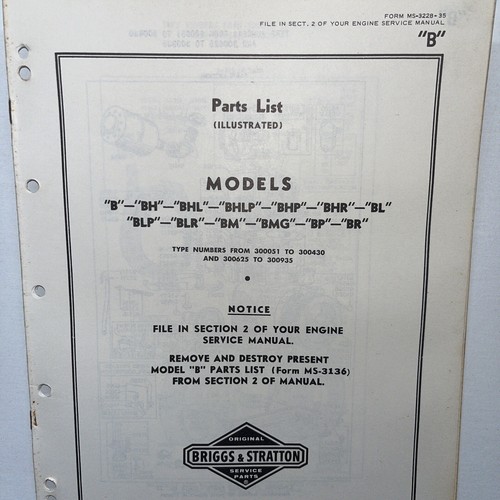 FORM MS-3228-35
FILE IN SECT. 2 OF YOUR ENGINE SERVICE MANUAL
"B"
Parts List
(ILLUSTRATED)
MODELS
"B"—"BH"—"BHL"—"BHLP"—"BHP"—"BHR"—"BL"
"BLP"—"BLR"—"BM"—"BMG"—"BP"—"BR"
TYPE NUMBERS FROM 300051 TO 300430
AND 300625 TO 300935
NOTICE
FILE IN SECTION 2 OF YOUR ENGINE
SERVICE MANUAL.
REMOVE AND DESTROY PRESENT
MODEL "B" PARTS LIST (Form MS-3136)
FROM SECTION 2 OF MANUAL.
ORIGINAL
BRIGGS & STRATTON
SERVICE
PARTS